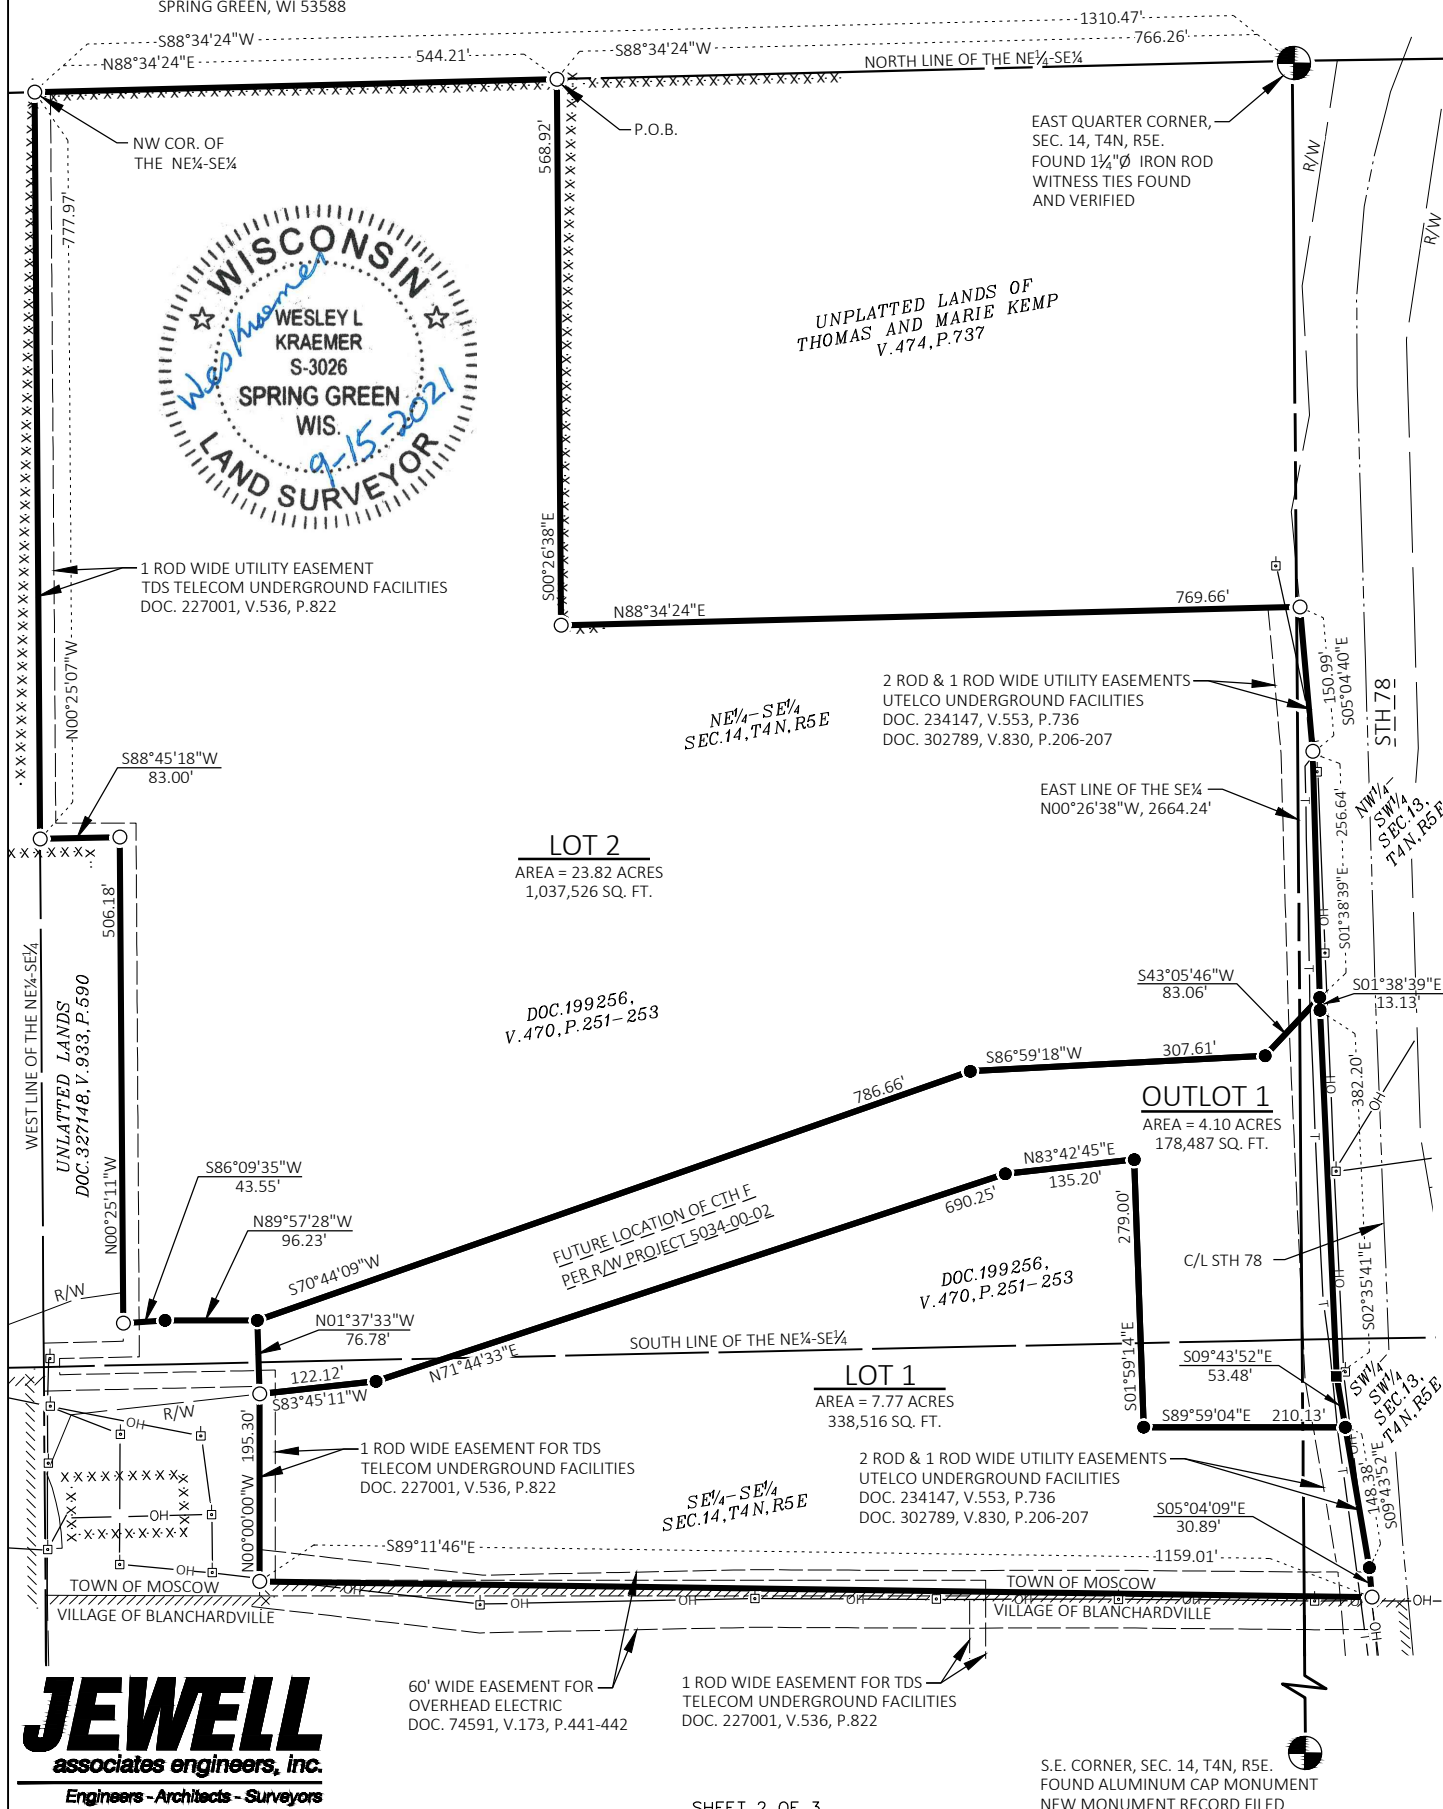 SPRING GREEN, WI 53588
1310.47'
S88°34'24"W
N88°34'24"E
544.21'
S88°34'24"W
766.26'
NORTH LINE OF THE NE¼-SE¼
NW COR. OF
THE NE¼-SE¼
P.O.B.
568.92'
EAST QUARTER CORNER,
SEC. 14, T4N, R5E.
FOUND 1¼"Ø IRON ROD
WITNESS TIES FOUND
AND VERIFIED
R/W
R/W
777.97'
WISCONSIN
WESLEY L
KRAEMER
S-3026
SPRING GREEN
WIS.
LAND SURVEYOR
Wes Kraemer
9-15-2021
UNPLATTED LANDS OF
THOMAS AND MARIE KEMP
V.474,P.737
1 ROD WIDE UTILITY EASEMENT
TDS TELECOM UNDERGROUND FACILITIES
DOC. 227001, V.536, P.822
S00°26'38"E
N88°34'24"E
769.66'
N00°25'07"W
150.99'
S05°04'40"E
STH 78
2 ROD & 1 ROD WIDE UTILITY EASEMENTS
UTELCO UNDERGROUND FACILITIES
DOC. 234147, V.553, P.736
DOC. 302789, V.830, P.206-207
NE¼-SE¼
SEC.14,T4N,R5E
S88°45'18"W
83.00'
EAST LINE OF THE SE¼
N00°26'38"W, 2664.24'
256.64'
S01°38'39"E
NW¼-
SW¼
SEC.13,
T4N,R5E
LOT 2
AREA = 23.82 ACRES
1,037,526 SQ. FT.
506.18'
WEST LINE OF THE NE¼-SE¼
UNLATTED LANDS
DOC.327148,V.933,P.590
N00°25'11"W
DOC.199256,
V.470,P.251-253
S43°05'46"W
83.06'
S01°38'39"E
13.13'
S86°59'18"W
307.61'
786.66'
OUTLOT 1
AREA = 4.10 ACRES
178,487 SQ. FT.
382.20'
OH
OH
OH
T
T
N83°42'45"E
135.20'
690.25'
279.00'
S86°09'35"W
43.55'
N89°57'28"W
96.23'
FUTURE LOCATION OF CTH F
PER R/W PROJECT 5034-00-02
S70°44'09"W
R/W
DOC.199256,
V.470,P.251-253
C/L STH 78
S02°35'41"E
OH
T
N01°37'33"W
76.78'
SOUTH LINE OF THE NE¼-SE¼
122.12'
S83°45'11"W
N71°44'33"E
LOT 1
AREA = 7.77 ACRES
338,516 SQ. FT.
S01°59'14"E
S09°43'52"E
53.48'
SW¼
SW¼
SEC.13,
T4N,R5E
R/W
OH
195.30'
N00°00'00"W
S89°59'04"E
210.13'
1 ROD WIDE EASEMENT FOR TDS
TELECOM UNDERGROUND FACILITIES
DOC. 227001, V.536, P.822
2 ROD & 1 ROD WIDE UTILITY EASEMENTS
UTELCO UNDERGROUND FACILITIES
DOC. 234147, V.553, P.736
DOC. 302789, V.830, P.206-207
148.38'
S09°43'52"E
OH
T
SE¼-SE¼
SEC.14,T4N,R5E
OH
S05°04'09"E
30.89'
S89°11'46"E
1159.01'
OH
TOWN OF MOSCOW
VILLAGE OF BLANCHARDVILLE
OH
OH
OH
OH
OH
TOWN OF MOSCOW
VILLAGE OF BLANCHARDVILLE
OH
OH
60' WIDE EASEMENT FOR
OVERHEAD ELECTRIC
DOC. 74591, V.173, P.441-442
1 ROD WIDE EASEMENT FOR TDS
TELECOM UNDERGROUND FACILITIES
DOC. 227001, V.536, P.822
JEWELL
associates engineers, inc.
Engineers - Architects - Surveyors
S.E. CORNER, SEC. 14, T4N, R5E.
FOUND ALUMINUM CAP MONUMENT
NEW MONUMENT RECORD FILED
SHEET 2 OF 3